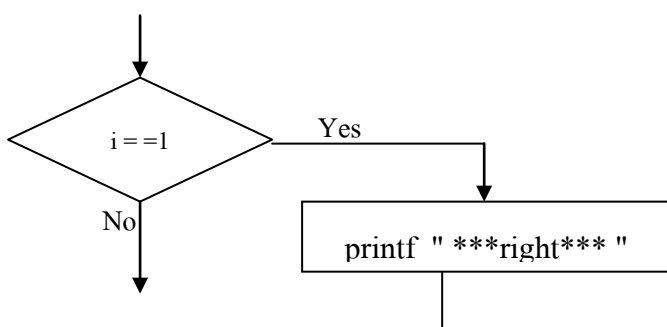 i = =1
Yes
No
printf " ***right*** "